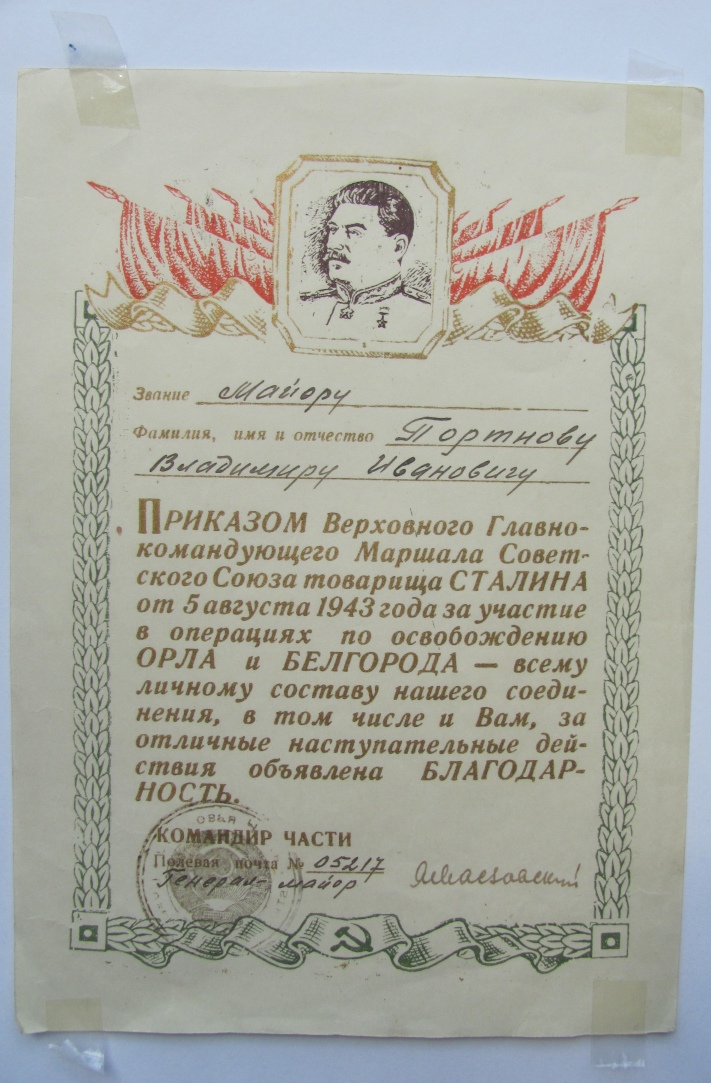 Звание Майору
Фамилия, имя и отчество Портнову
Владимиру Ивановичу
ПРИКАЗОМ Верховного Главно-
командующего Маршала Совет-
ского Союза товарища СТАЛИНА
от 5 августа 1943 года за участие
в операциях по освобождению
ОРЛА и БЕЛГОРОДА — всему
личному составу нашего соеди-
нения, в том числе и Вам, за
отличные наступательные дей-
ствия объявлена БЛАГОДАР-
НОСТЬ.
КОМАНДИР ЧАСТИ
Полевая почта № 05217
Генерал-майор